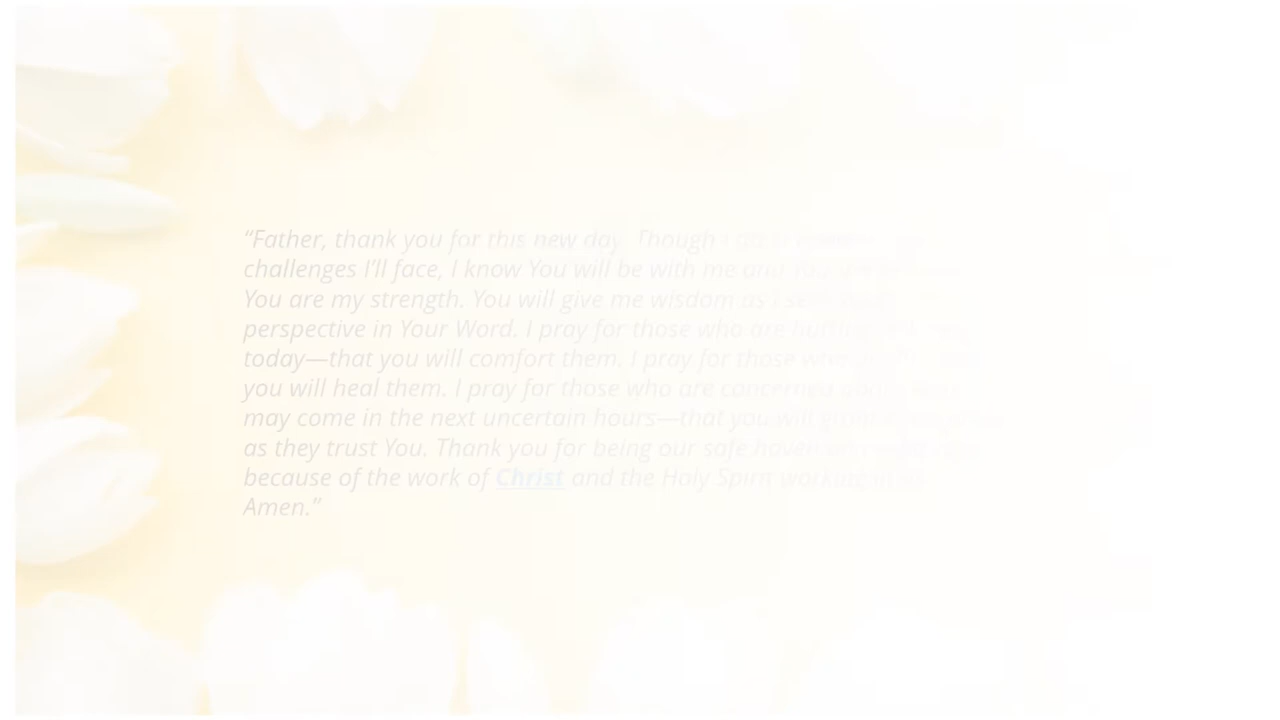 “Father, thank you for this new day. Though I
challenges I’ll face, I know You will be with me and
You are my strength. You will give me wisdom as I seek
perspective in Your Word. I pray for those who are hurting
today—that you will comfort them. I pray for those who
you will heal them. I pray for those who are concerned about
may come in the next uncertain hours—that you will grant
as they trust You. Thank you for being our safe haven
because of the work of Christ and the Holy Spirit working in us.
Amen.”